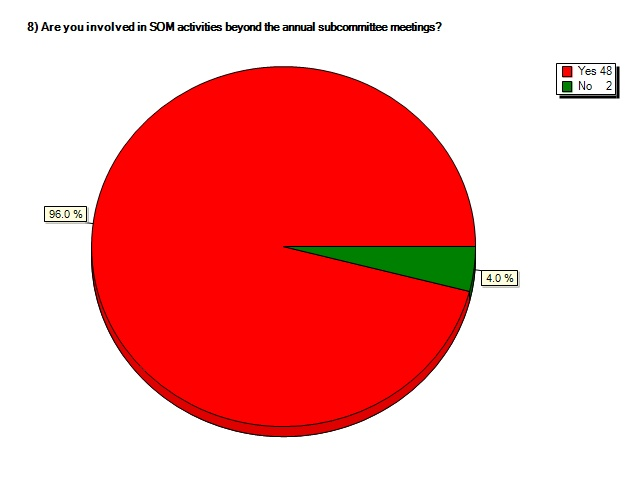 8) Are you involved in SOM activities beyond the annual subcommittee meetings?
Yes 48
No 2
96.0 %
4.0 %